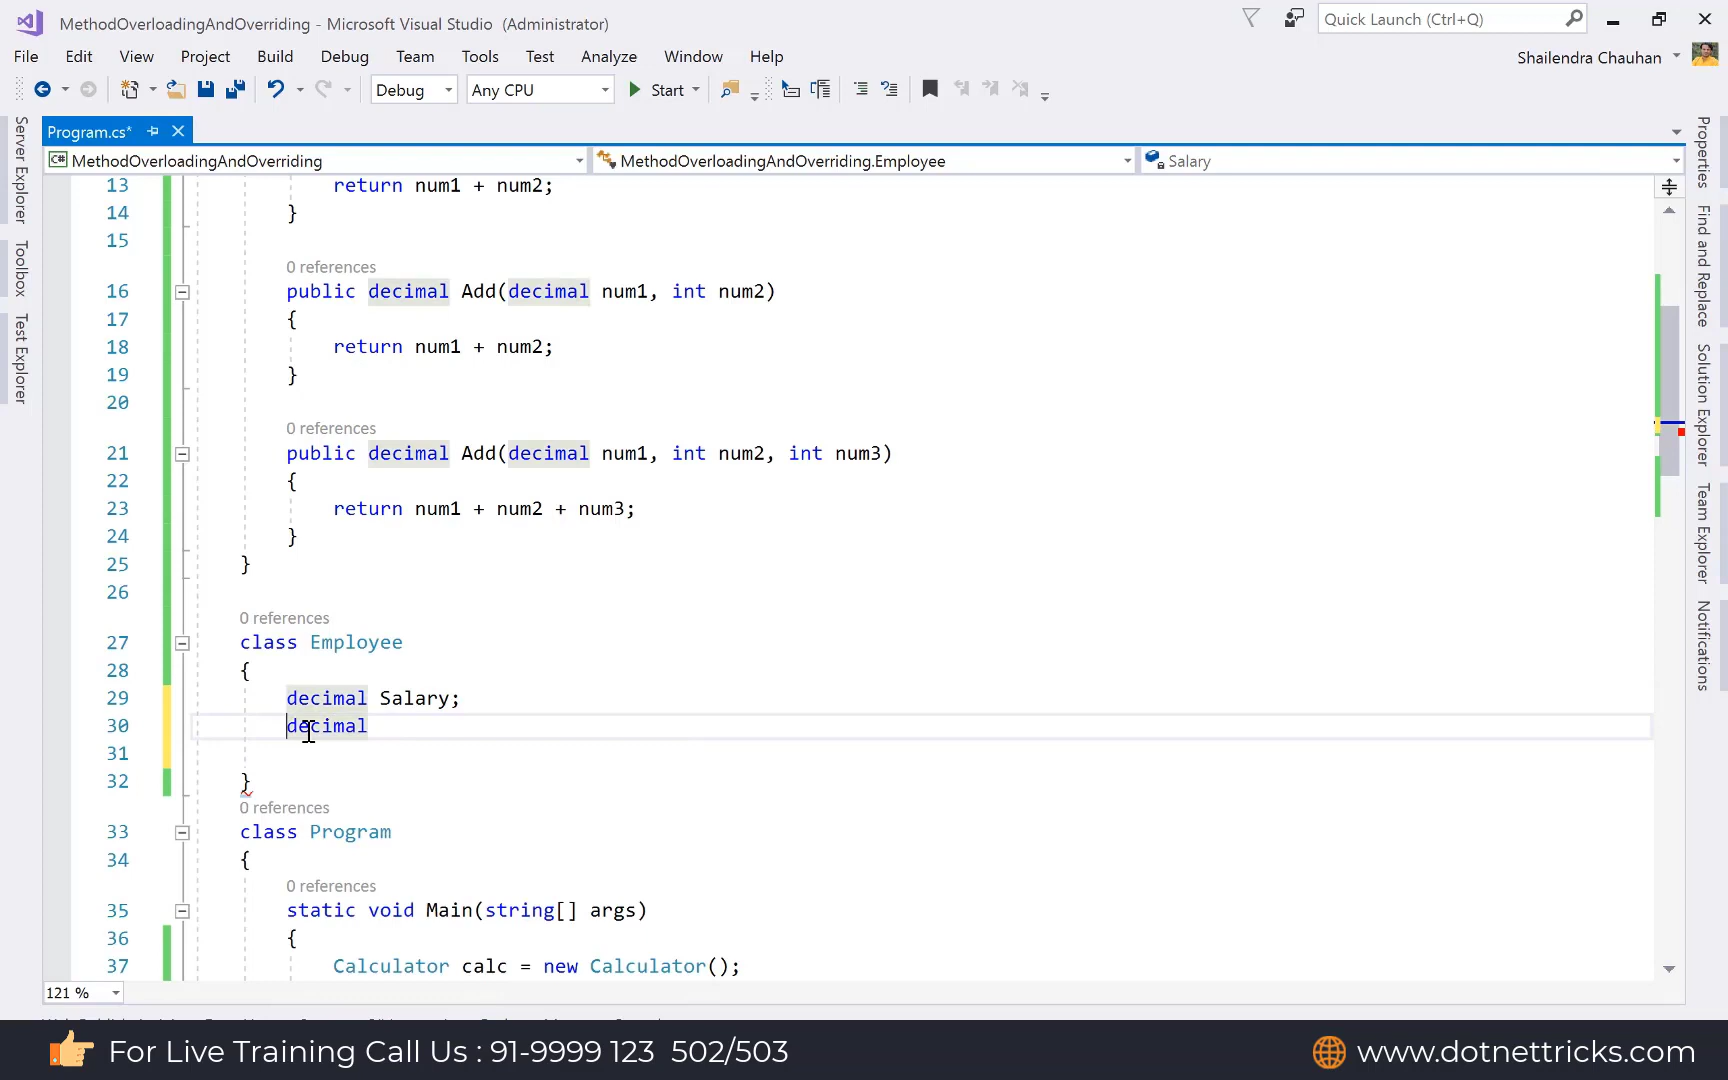 MethodOverloadingAndOverriding - Microsoft Visual Studio (Administrator)
Quick Launch (Ctrl+Q)
File Edit View Project Build Debug Team Tools Test Analyze Window Help
Shailendra Chauhan
Debug Any CPU Start
Program.cs*
MethodOverloadingAndOverriding MethodOverloadingAndOverriding.Employee Salary
Server Explorer
Toolbox
Test Explorer
13 return num1 + num2;
14 }
15
0 references
16 public decimal Add(decimal num1, int num2)
17 {
18 return num1 + num2;
19 }
20
0 references
21 public decimal Add(decimal num1, int num2, int num3)
22 {
23 return num1 + num2 + num3;
24 }
25 }
26
0 references
27 class Employee
28 {
29 decimal Salary;
30 decimal
31
32 }
0 references
33 class Program
34 {
0 references
35 static void Main(string[] args)
36 {
37 Calculator calc = new Calculator();
121 %
Properties
Find and Replace
Solution Explorer
Team Explorer
Notifications
For Live Training Call Us : 91-9999 123 502/503
www.dotnettricks.com